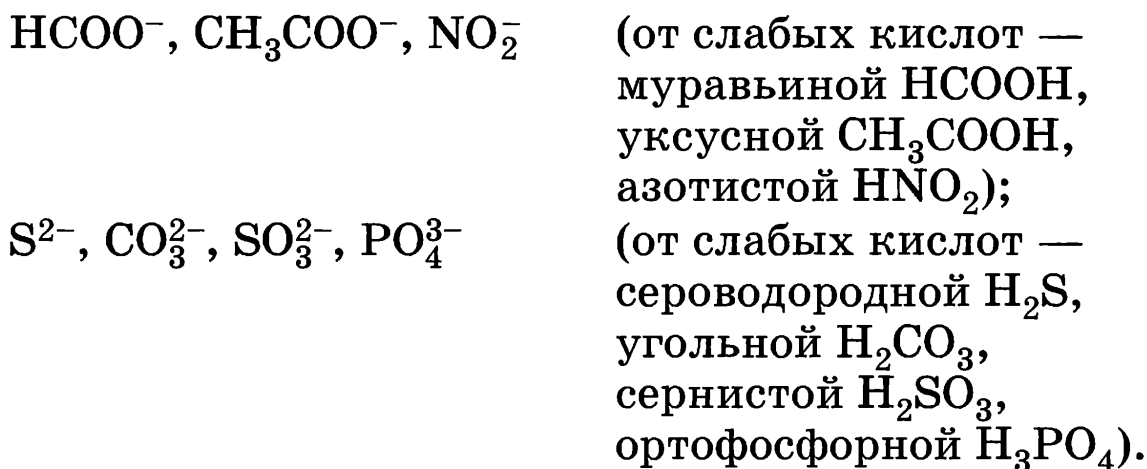 HCOO⁻, CH₃COO⁻, NO₂⁻ (от слабых кислот —
муравьиной HCOOH,
уксусной CH₃COOH,
азотистой HNO₂);
S²⁻, CO₃²⁻, SO₃²⁻, PO₄³⁻ (от слабых кислот —
сероводородной H₂S,
угольной H₂CO₃,
сернистой H₂SO₃,
ортофосфорной H₃PO₄).